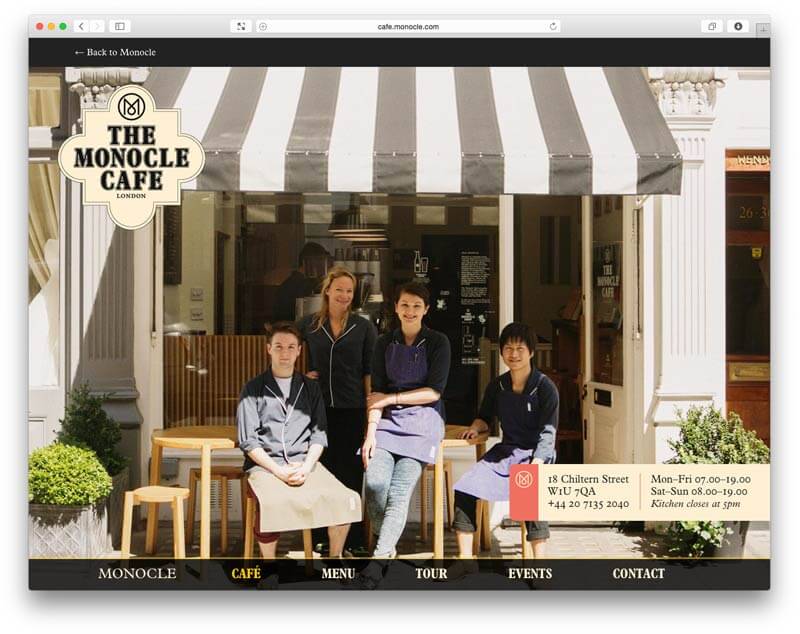 cafe.monocle.com
← Back to Monocle
THE
MONOCLE
CAFE
LONDON
THE
MONOCLE
CAFE
18 Chiltern Street
W1U 7QA
+44 20 7135 2040
Mon–Fri 07.00–19.00
Sat–Sun 08.00–19.00
Kitchen closes at 5pm
MONOCLE
CAFÉ
MENU
TOUR
EVENTS
CONTACT